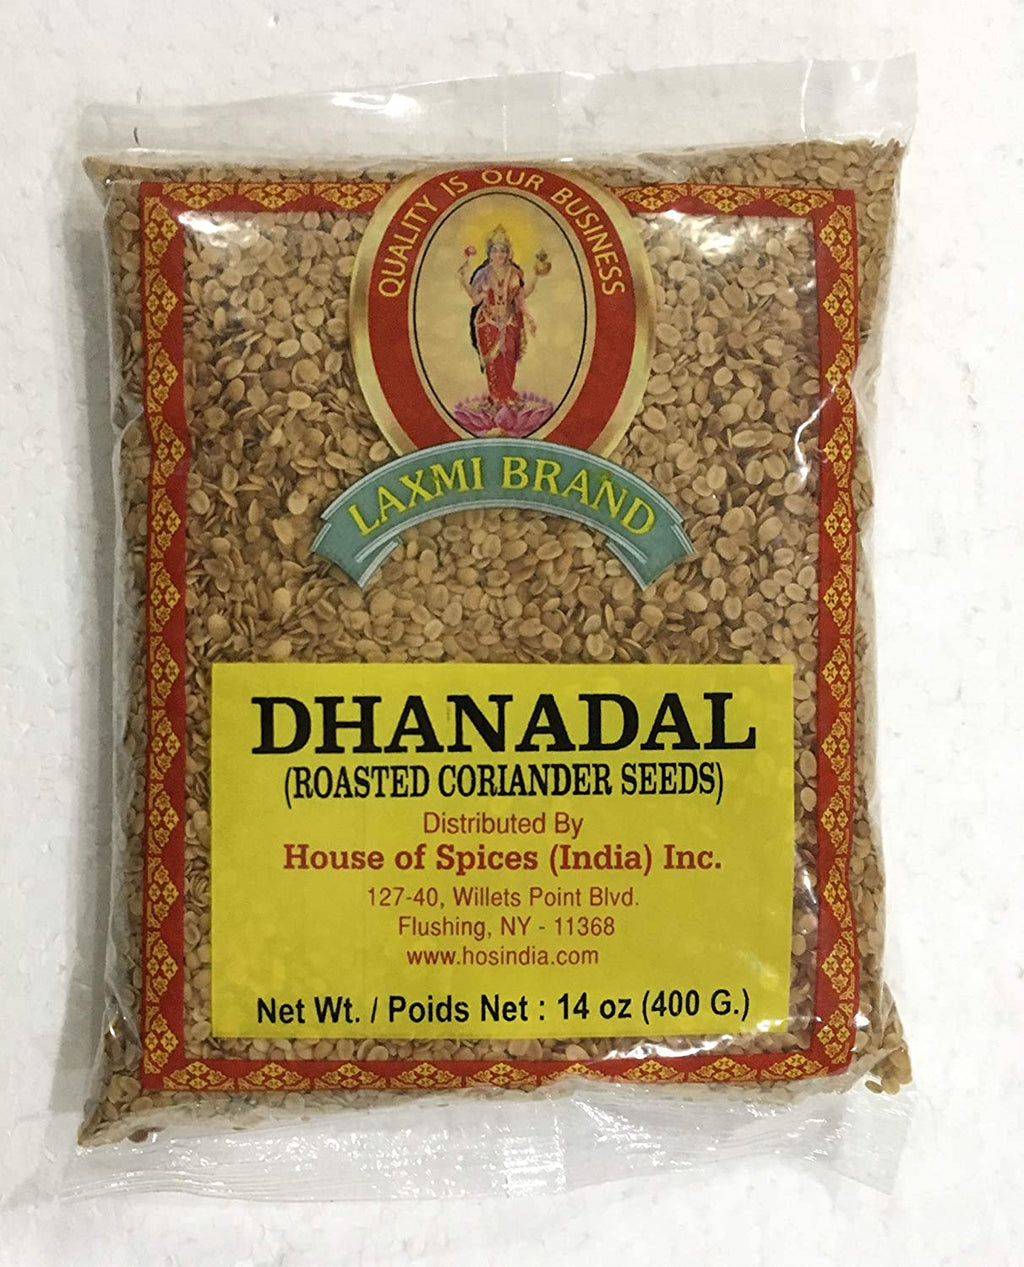 QUALITY IS OUR BUSINESS
LAXMI BRAND
DHANADAL
(ROASTED CORIANDER SEEDS)
Distributed By
House of Spices (India) Inc.
127-40, Willets Point Blvd.
Flushing, NY - 11368
www.hosindia.com
Net Wt. / Poids Net : 14 oz (400 G.)